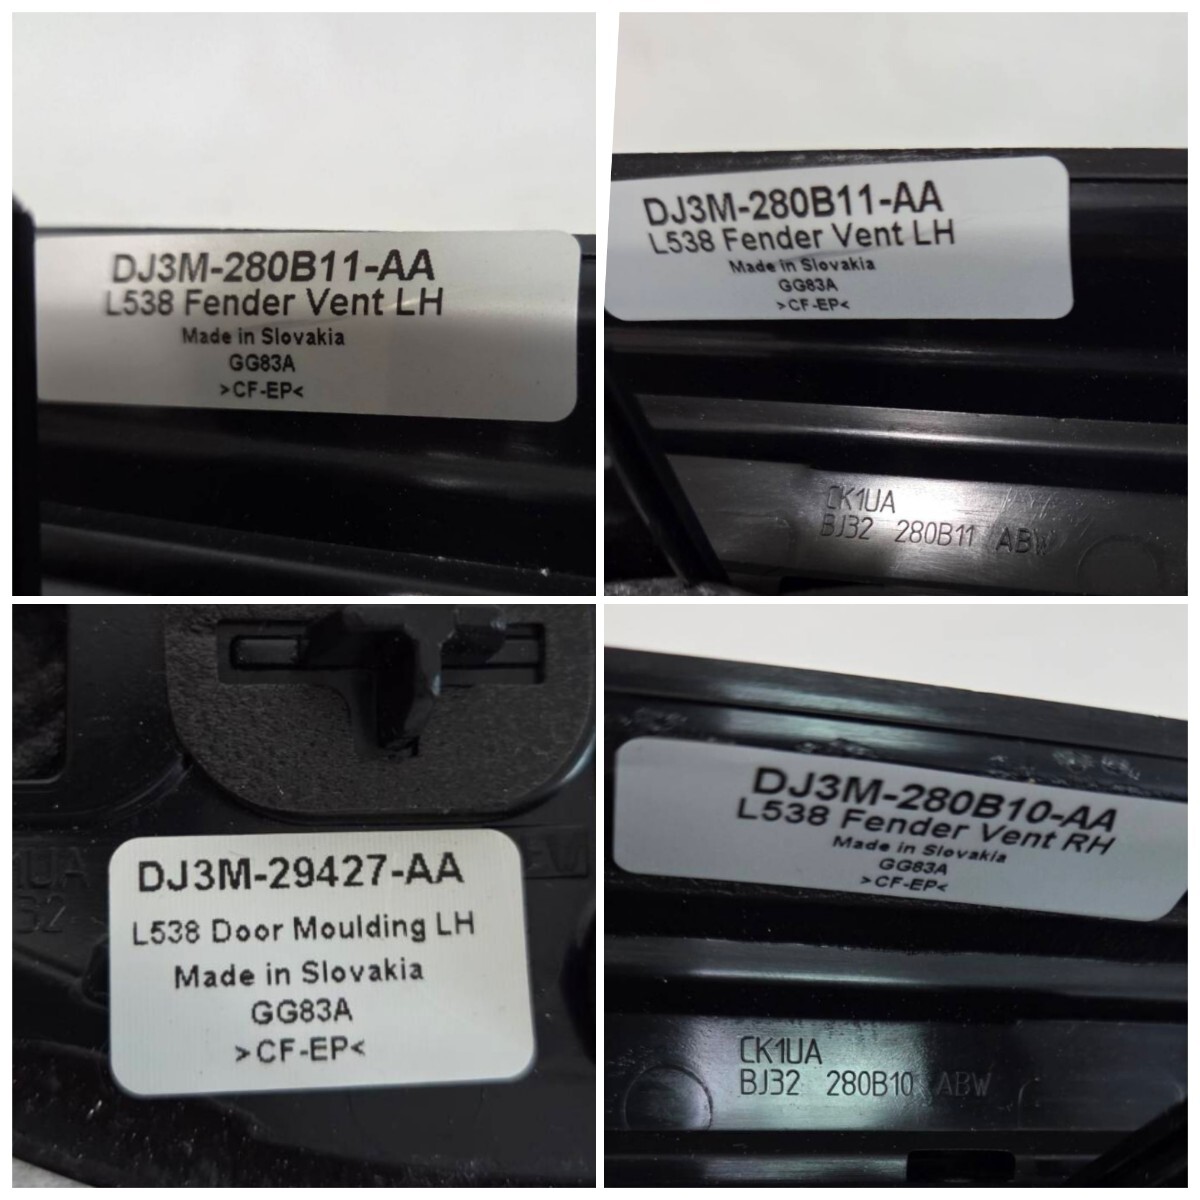 DJ3M-280B11-AA
L538 Fender Vent LH
Made in Slovakia
GG83A
>CF-EP<
DJ3M-280B11-AA
L538 Fender Vent LH
Made in Slovakia
GG83A
>CF-EP<
CK1UA
BJ32 280B11 ABW
DJ3M-29427-AA
L538 Door Moulding LH
Made in Slovakia
GG83A
>CF-EP<
DJ3M-280B10-AA
L538 Fender Vent RH
Made in Slovakia
GG83A
>CF-EP<
CK1UA
BJ32 280B10 ABW